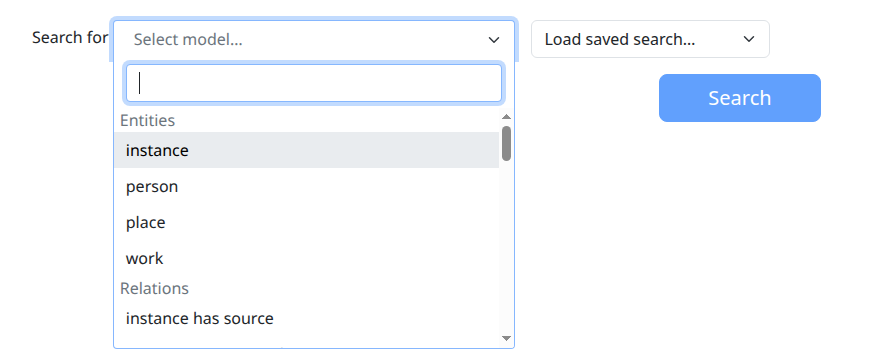 Search for Select model... Load saved search...
Search
Entities
instance
person
place
work
Relations
instance has source